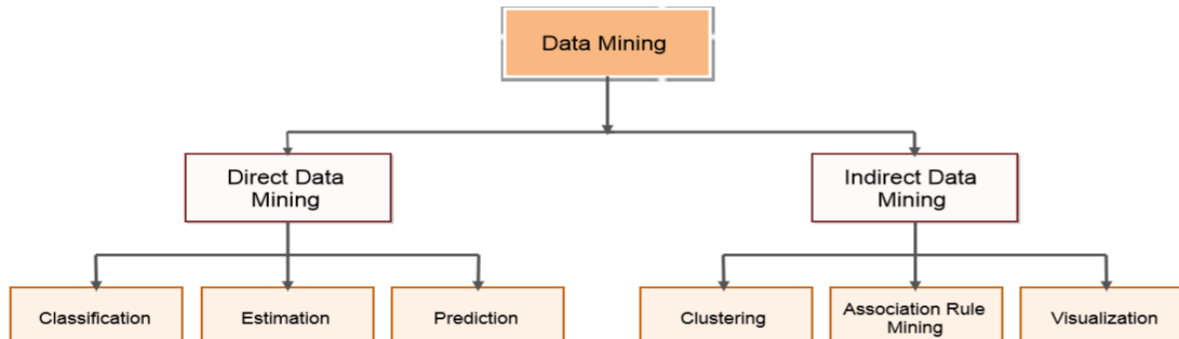 Data Mining
Direct Data
Mining
Indirect Data
Mining
Classification
Estimation
Prediction
Clustering
Association Rule
Mining
Visualization